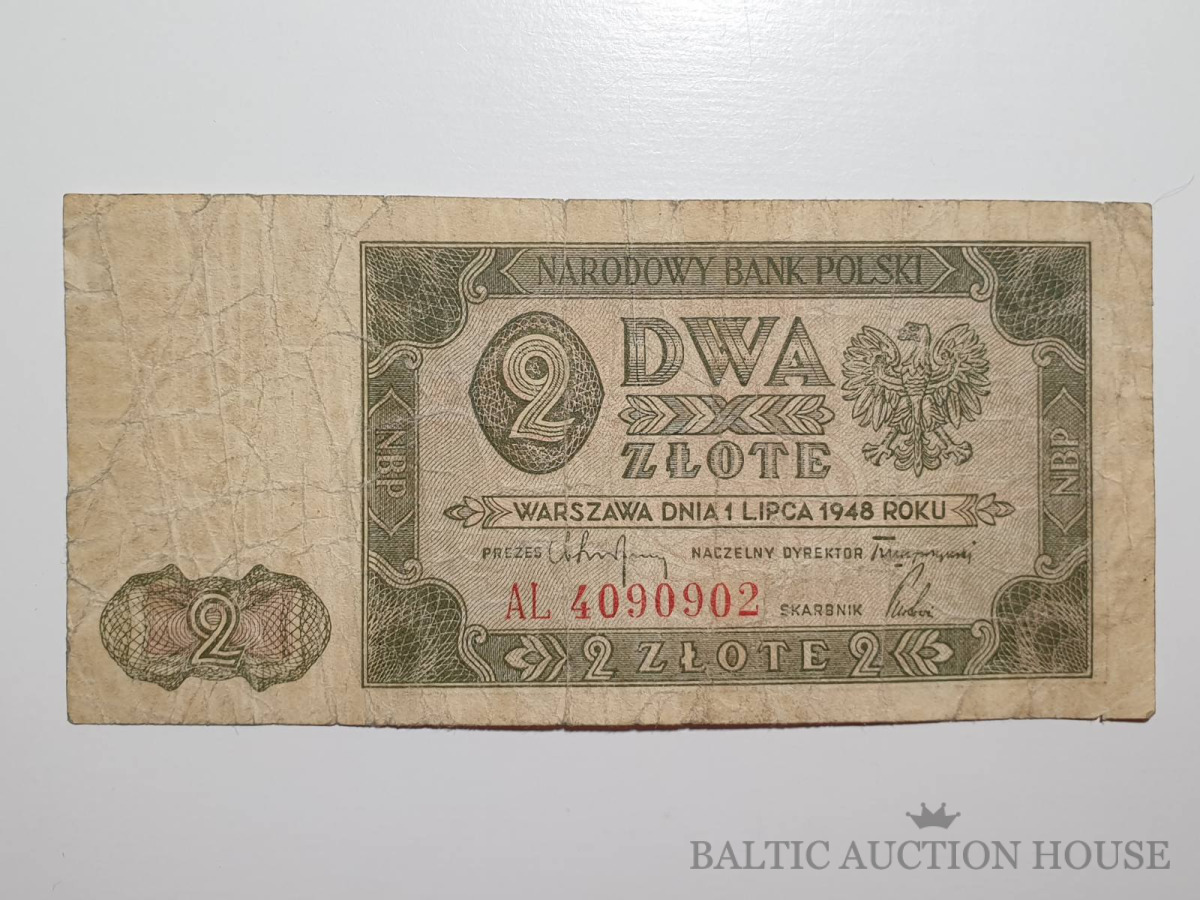 NARODOWY BANK POLSKI
2 DWA
ZŁOTE
NBP
NBP
WARSZAWA DNIA 1 LIPCA 1948 ROKU
PREZES NACZELNY DYREKTOR
AL 4090902 SKARBNIK
2
2 ZŁOTE 2
BALTIC AUCTION HOUSE